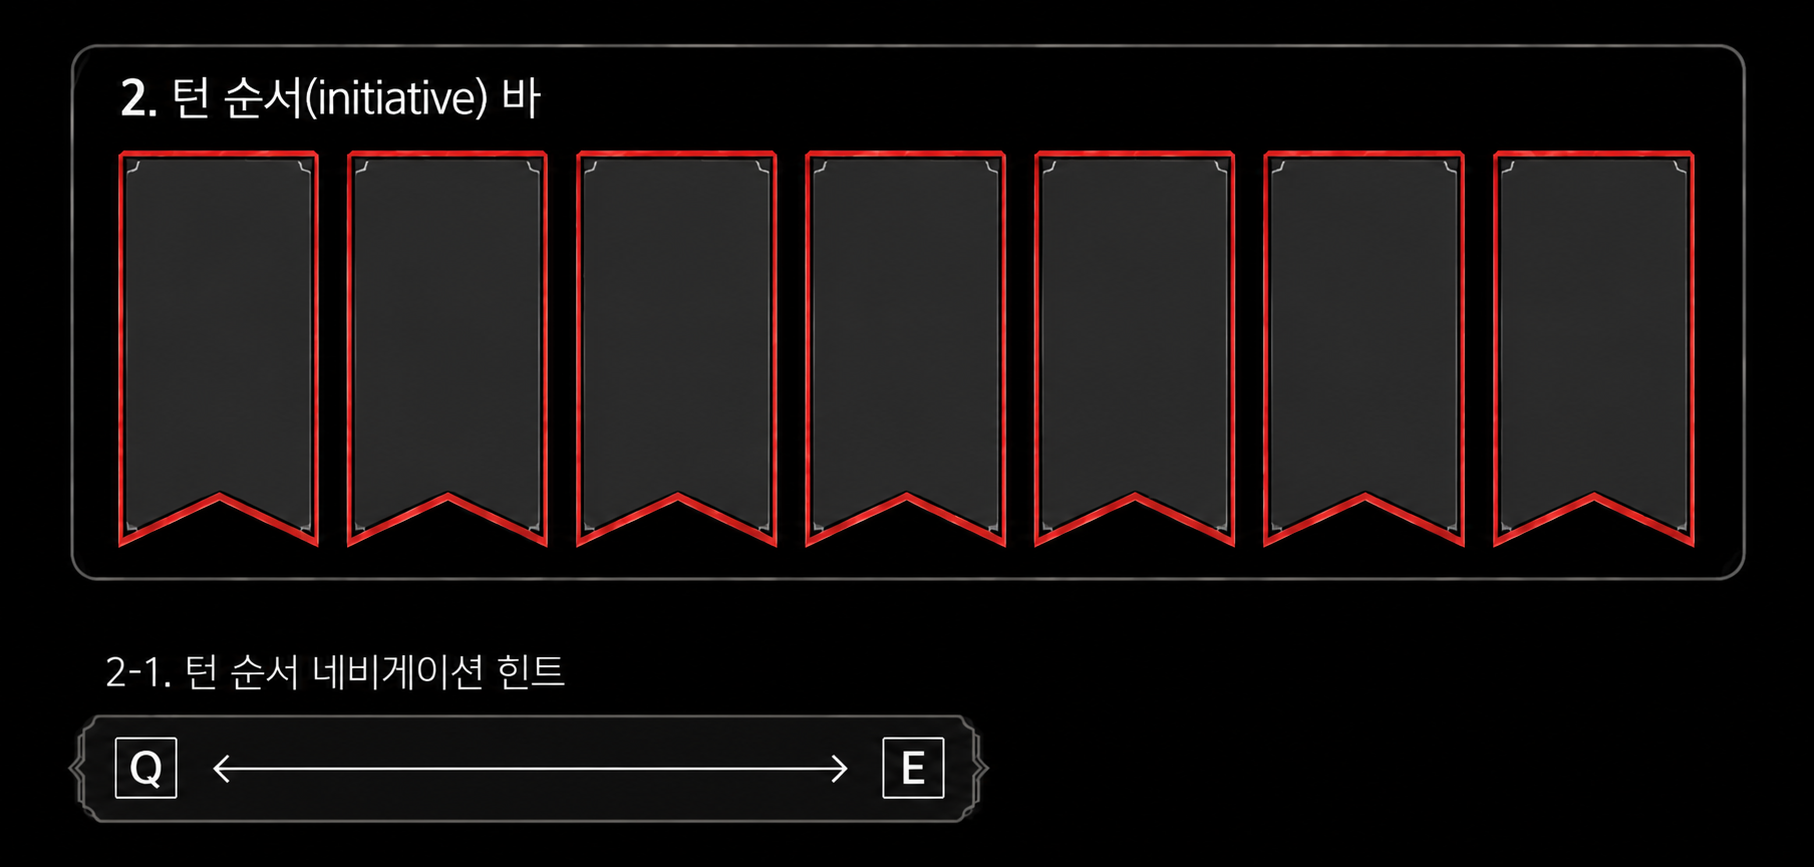 2. 턴 순서(initiative) 바
2-1. 턴 순서 네비게이션 힌트
Q E